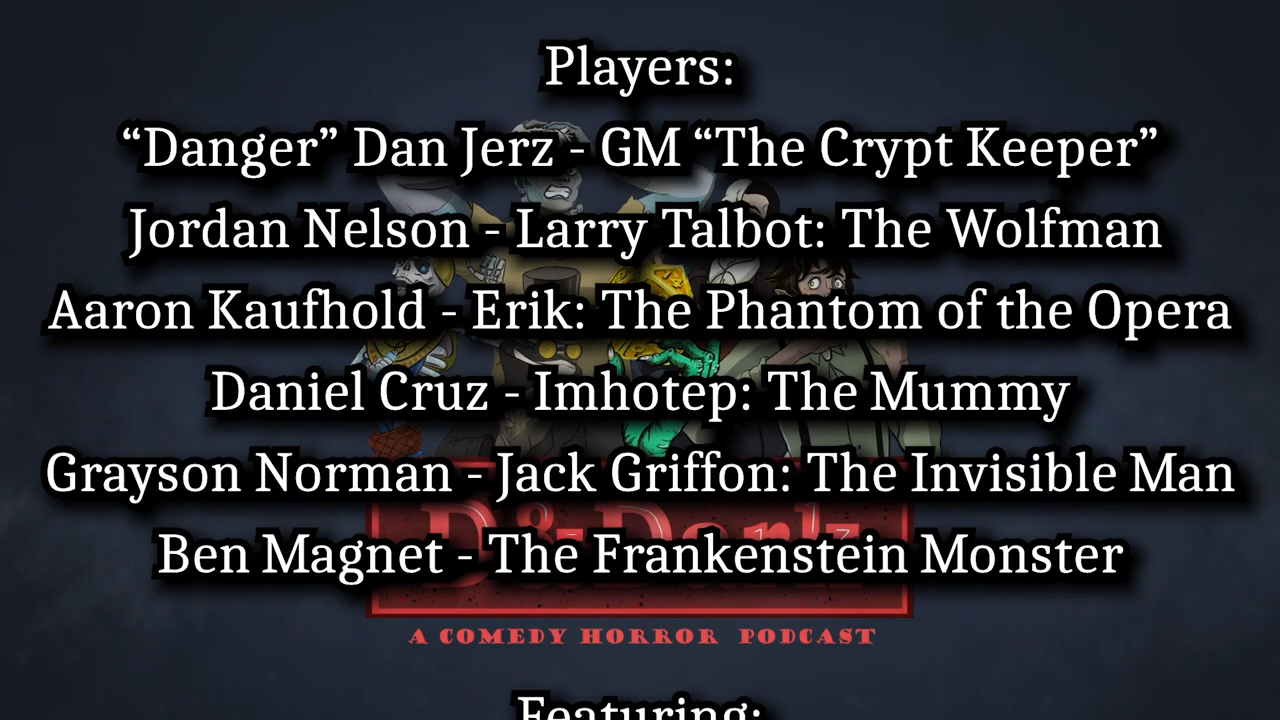 Players:
“Danger” Dan Jerz - GM “The Crypt Keeper”
Jordan Nelson - Larry Talbot: The Wolfman
Aaron Kaufhold - Erik: The Phantom of the Opera
Daniel Cruz - Imhotep: The Mummy
Grayson Norman - Jack Griffon: The Invisible Man
Ben Magnet - The Frankenstein Monster
A COMEDY HORROR PODCAST
Featuring: